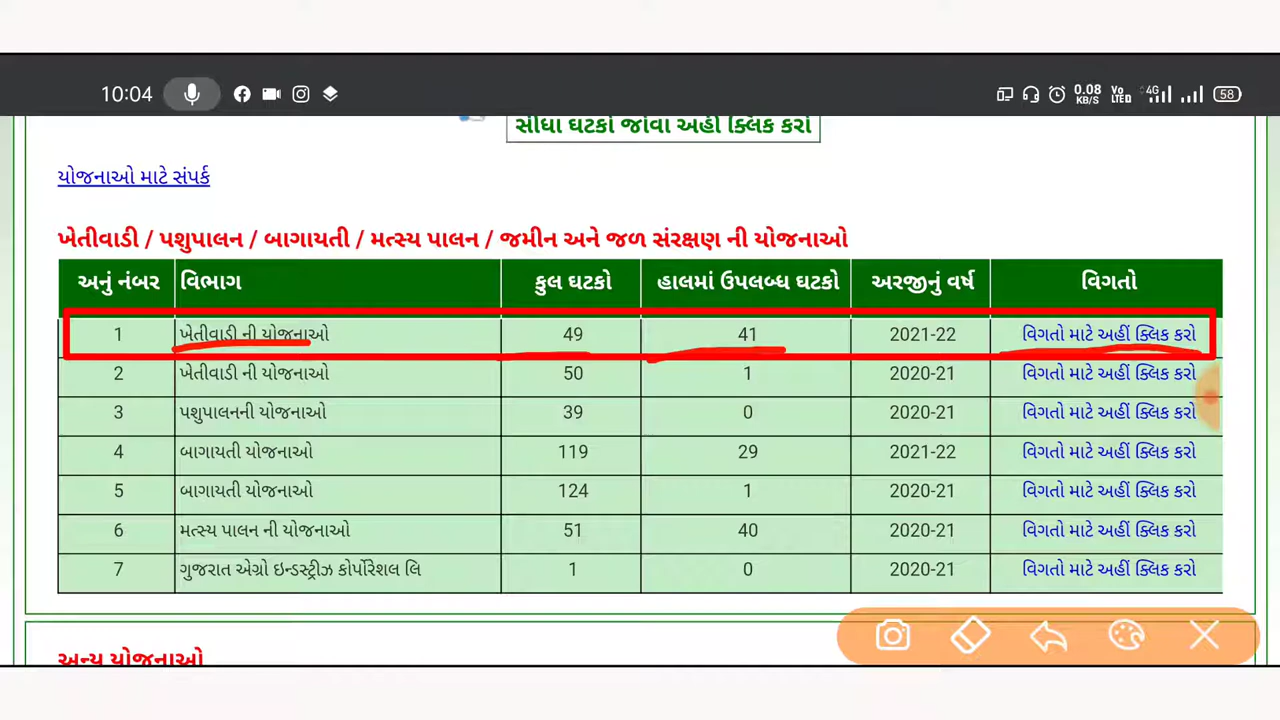 10:04 0.08 KB/S Vo LTE 4G 58
સીધા ઘટકો જોવા અહીં ક્લિક કરો
યોજનાઓ માટે સંપર્ક
ખેતીવાડી / પશુપાલન / બાગાયતી / મત્સ્ય પાલન / જમીન અને જળ સંરક્ષણ ની યોજનાઓ
અનું નંબર વિભાગ કુલ ઘટકો હાલમાં ઉપલબ્ધ ઘટકો અરજીનું વર્ષ વિગતો
1 ખેતીવાડી ની યોજનાઓ 49 41 2021-22 વિગતો માટે અહીં ક્લિક કરો
2 ખેતીવાડી ની યોજનાઓ 50 1 2020-21 વિગતો માટે અહીં ક્લિક કરો
3 પશુપાલનની યોજનાઓ 39 0 2020-21 વિગતો માટે અહીં ક્લિક કરો
4 બાગાયતી યોજનાઓ 119 29 2021-22 વિગતો માટે અહીં ક્લિક કરો
5 બાગાયતી યોજનાઓ 124 1 2020-21 વિગતો માટે અહીં ક્લિક કરો
6 મત્સ્ય પાલન ની યોજનાઓ 51 40 2020-21 વિગતો માટે અહીં ક્લિક કરો
7 ગુજરાત એગ્રો ઇન્ડસ્ટ્રીઝ કોર્પોરેશલ લિ 1 0 2020-21 વિગતો માટે અહીં ક્લિક કરો
અન્ય યોજનાઓ